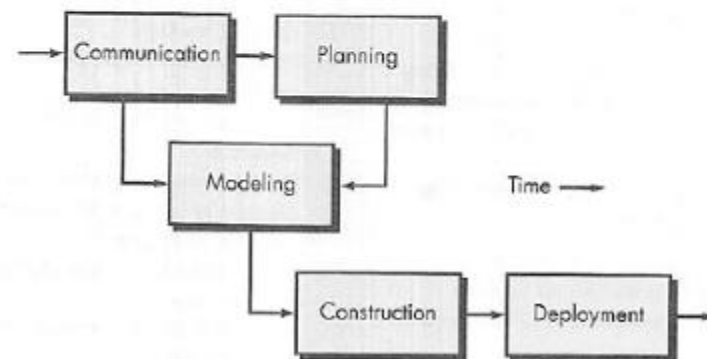 Communication
Planning
Modeling
Time
Construction
Deployment